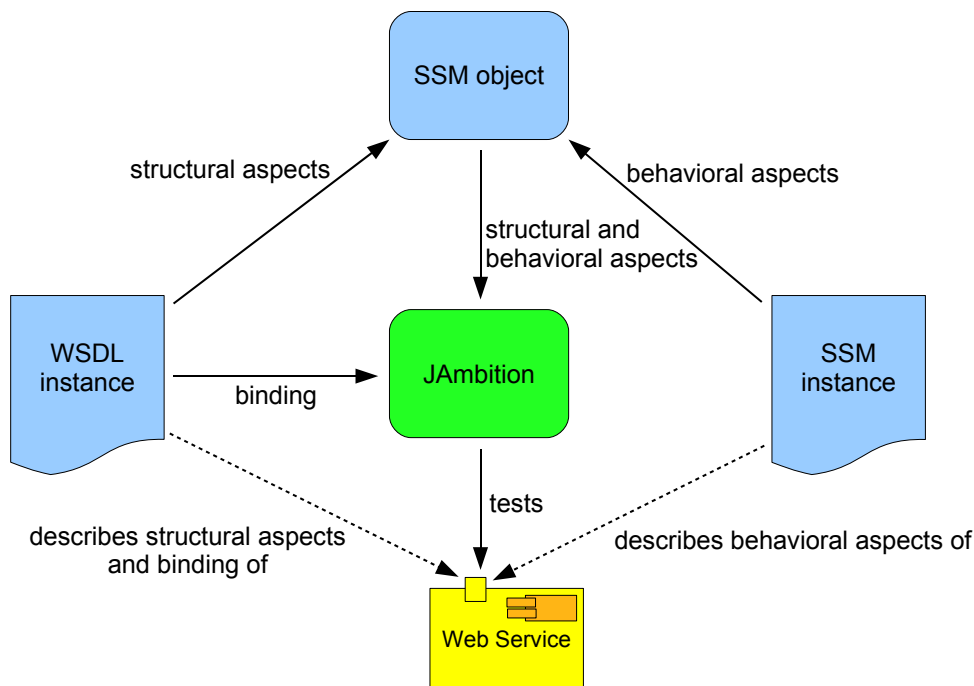 SSM object
structural aspects
behavioral aspects
structural and
behavioral aspects
WSDL
instance
binding
JAmbition
SSM
instance
tests
describes structural aspects
and binding of
describes behavioral aspects of
Web Service